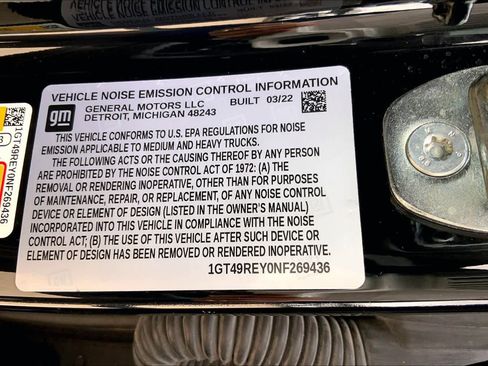 VEHICLE NOISE EMISSION CONTROL INFORMATION
gm
GENERAL MOTORS LLC BUILT 03/22
DETROIT, MICHIGAN 48243
THIS VEHICLE CONFORMS TO U.S. EPA REGULATIONS FOR NOISE
EMISSION APPLICABLE TO MEDIUM AND HEAVY TRUCKS.
THE FOLLOWING ACTS OR THE CAUSING THEREOF BY ANY PERSON
ARE PROHIBITED BY THE NOISE CONTROL ACT OF 1972: (A) THE
REMOVAL OR RENDERING INOPERATIVE, OTHER THAN FOR PURPOSES
OF MAINTENANCE, REPAIR, OR REPLACEMENT, OF ANY NOISE CONTROL
DEVICE OR ELEMENT OF DESIGN (LISTED IN THE OWNER'S MANUAL)
INCORPORATED INTO THIS VEHICLE IN COMPLIANCE WITH THE NOISE
CONTROL ACT; (B) THE USE OF THIS VEHICLE AFTER SUCH DEVICE OR
ELEMENT OF DESIGN HAS BEEN REMOVED OR RENDERED INOPERATIVE.
1GT49REY0NF269436
1GT49REY0NF269436